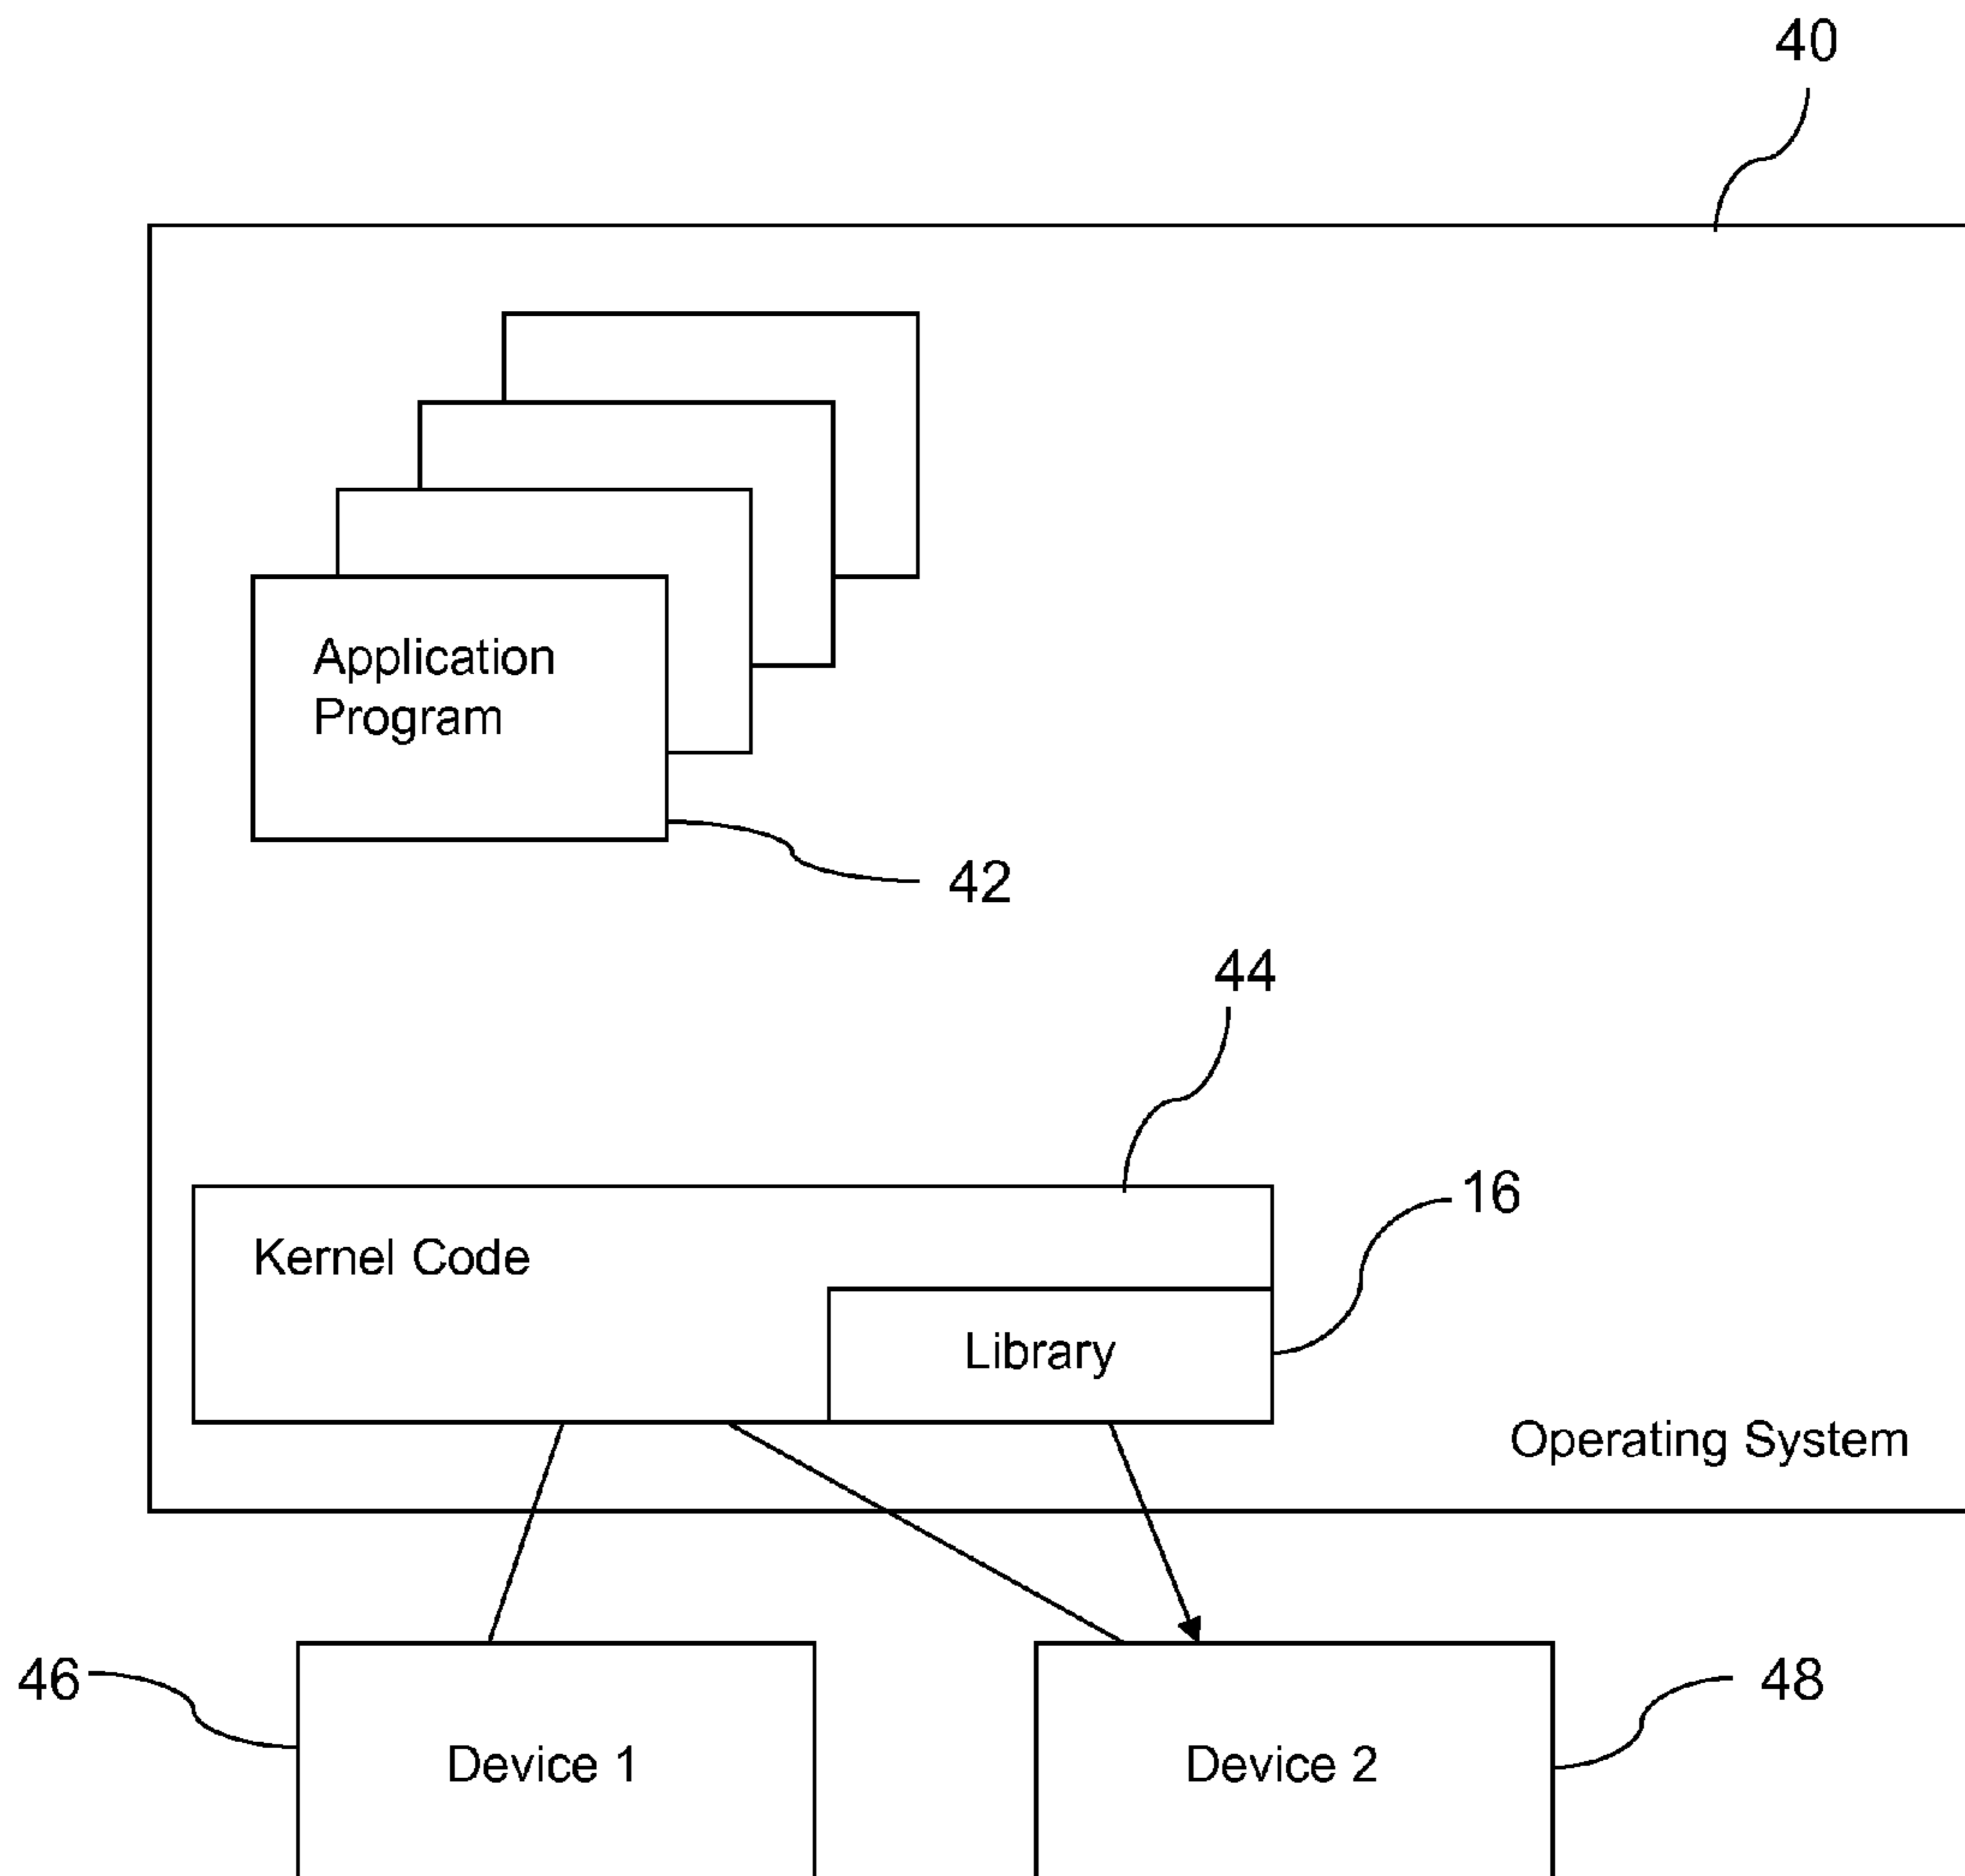 40
Application
Program
42
44
16
Kernel Code
Library
Operating System
46
48
Device 1
Device 2